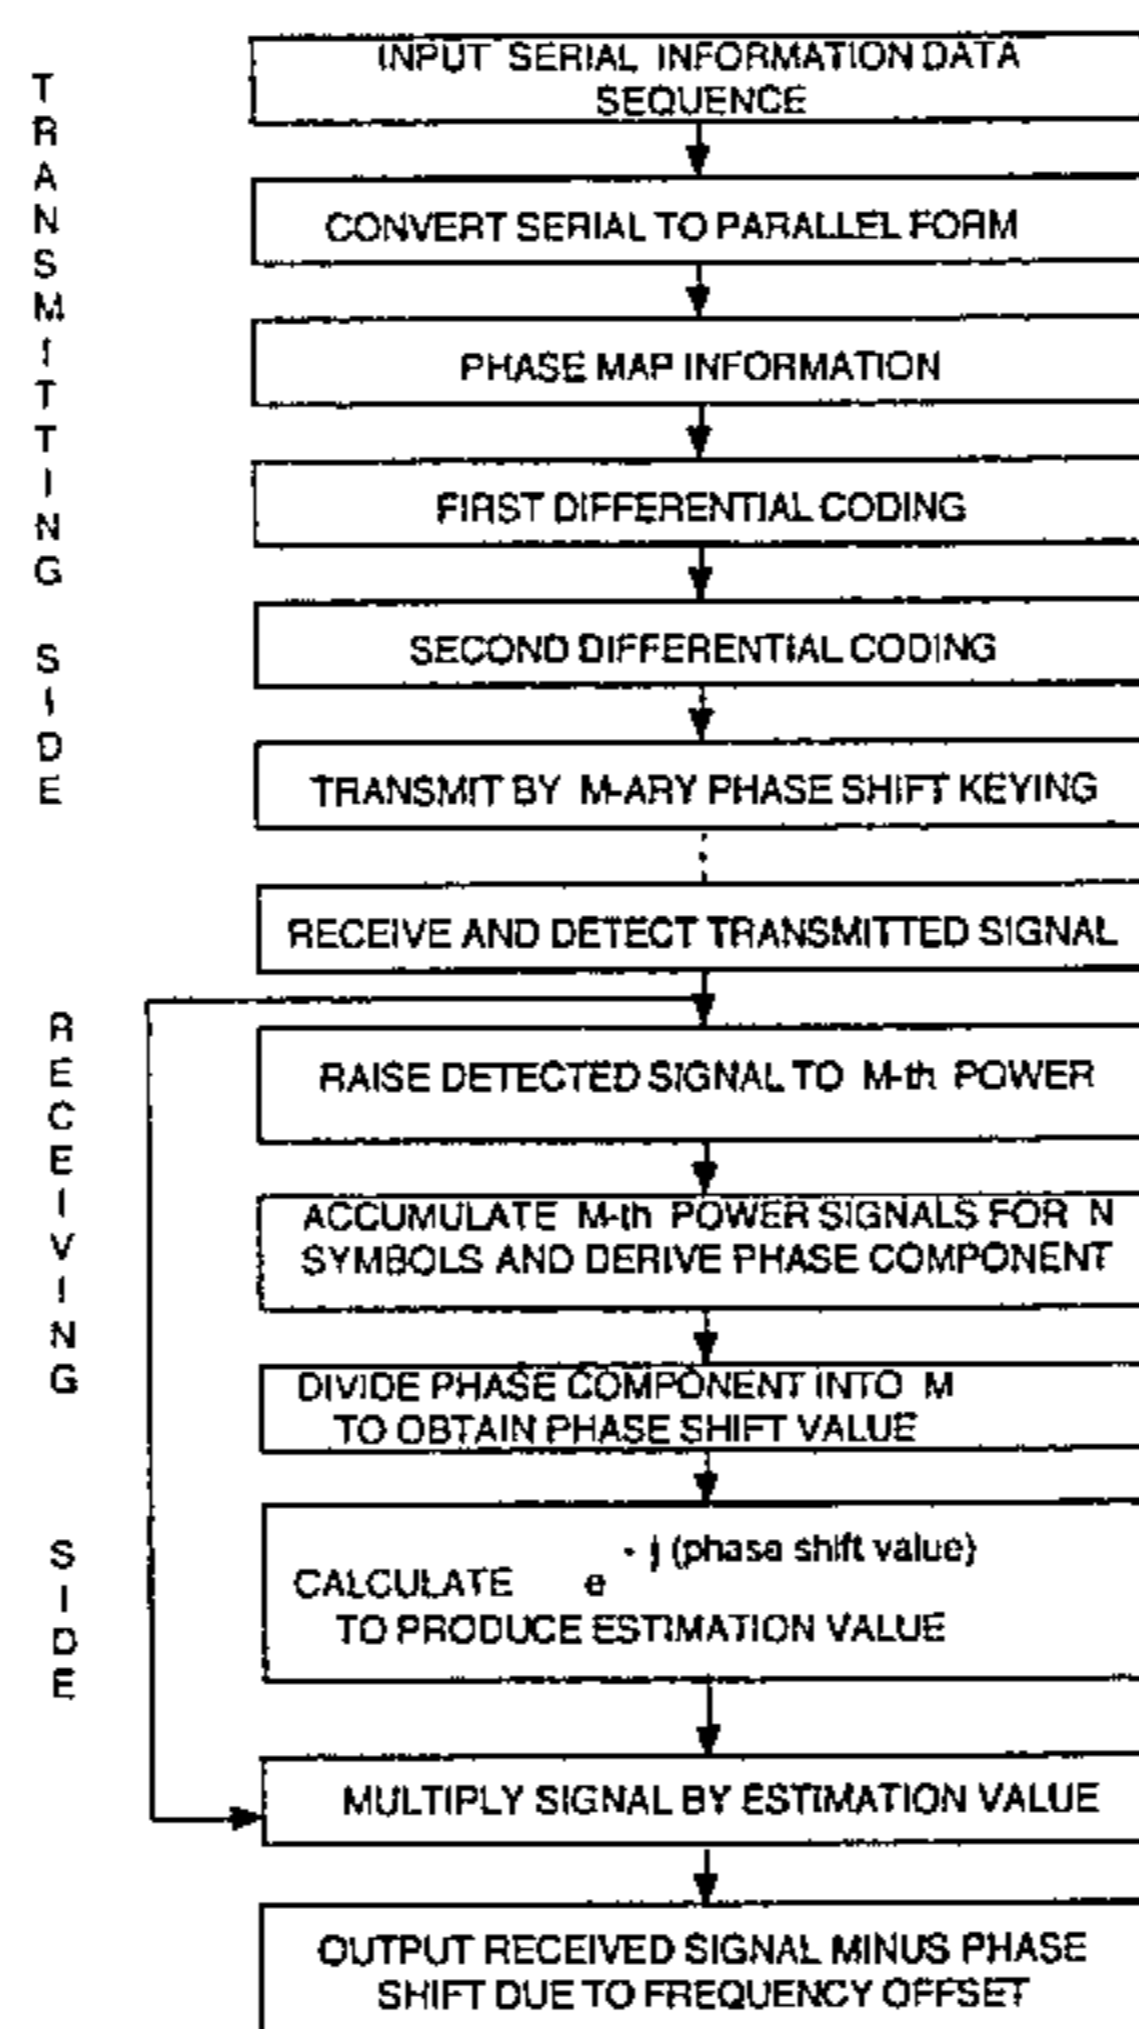 TRANSMITTING SIDE
INPUT SERIAL INFORMATION DATA
SEQUENCE
CONVERT SERIAL TO PARALLEL FORM
PHASE MAP INFORMATION
FIRST DIFFERENTIAL CODING
SECOND DIFFERENTIAL CODING
TRANSMIT BY M-ARY PHASE SHIFT KEYING
RECEIVING SIDE
RECEIVE AND DETECT TRANSMITTED SIGNAL
RAISE DETECTED SIGNAL TO M-th POWER
ACCUMULATE M-th POWER SIGNALS FOR N
SYMBOLS AND DERIVE PHASE COMPONENT
DIVIDE PHASE COMPONENT INTO M
TO OBTAIN PHASE SHIFT VALUE
- j (phase shift value)
CALCULATE e
TO PRODUCE ESTIMATION VALUE
MULTIPLY SIGNAL BY ESTIMATION VALUE
OUTPUT RECEIVED SIGNAL MINUS PHASE
SHIFT DUE TO FREQUENCY OFFSET